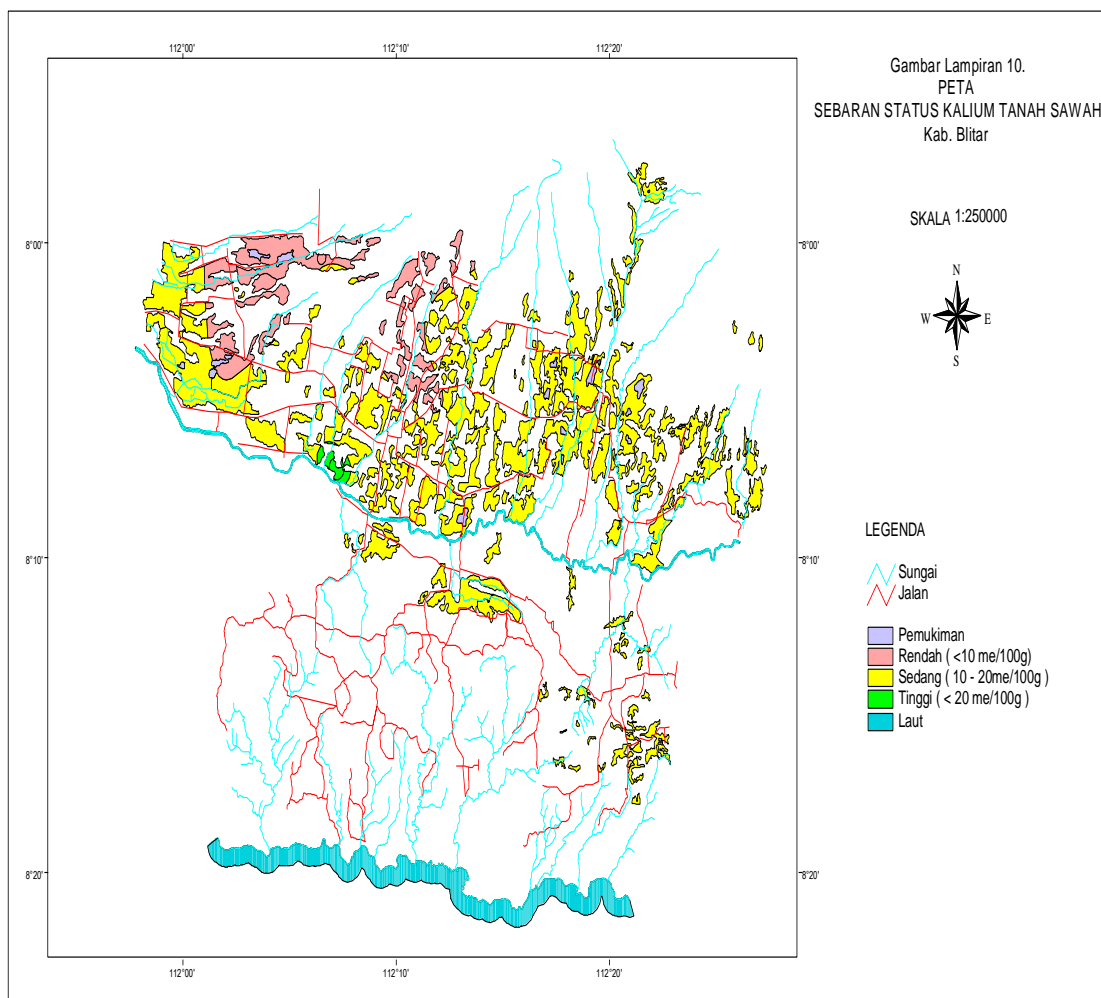 Gambar Lampiran 10.
PETA
SEBARAN STATUS KALIUM TANAH SAWAH
Kab. Blitar
SKALA 1:250000
N
W E
S
112°00' 112°10' 112°20'
8°00' 8°00'
8°10' 8°10'
8°20' 8°20'
112°00' 112°10' 112°20'
LEGENDA
Sungai
Jalan
Pemukiman
Rendah ( <10 me/100g)
Sedang ( 10 - 20me/100g )
Tinggi ( < 20 me/100g )
Laut